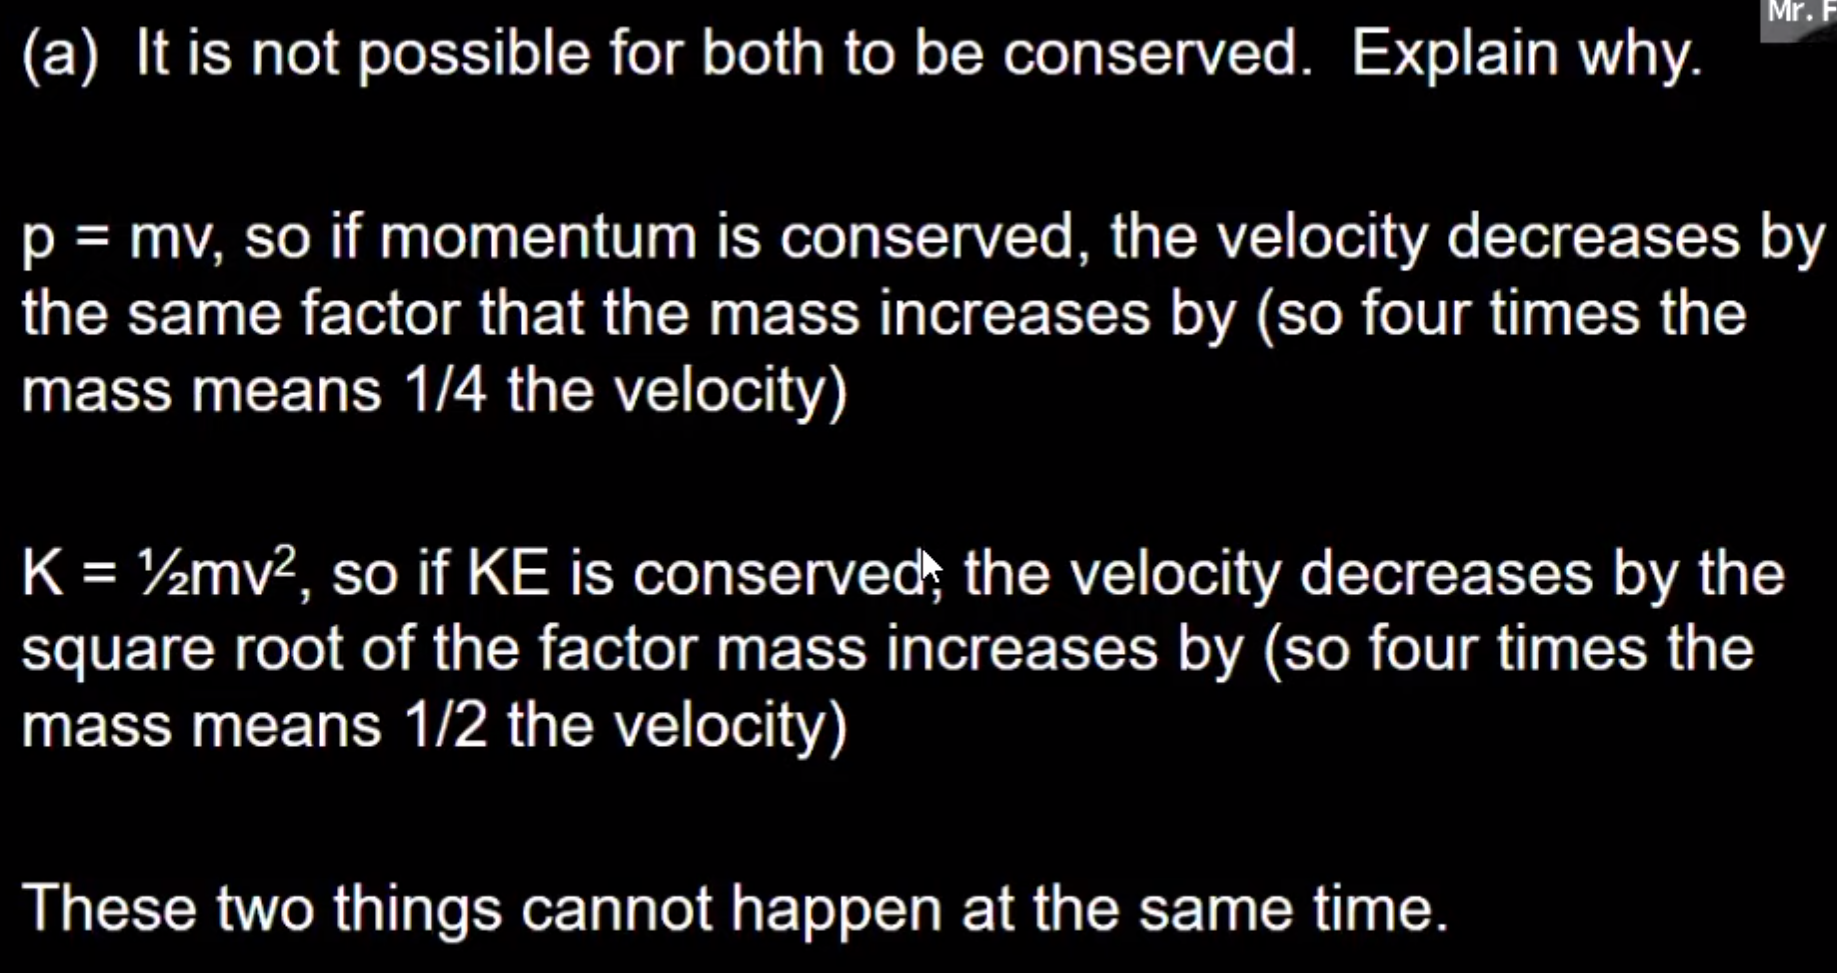 Mr. F
(a) It is not possible for both to be conserved. Explain why.
p = mv, so if momentum is conserved, the velocity decreases by
the same factor that the mass increases by (so four times the
mass means 1/4 the velocity)
K = ½mv², so if KE is conserved, the velocity decreases by the
square root of the factor mass increases by (so four times the
mass means 1/2 the velocity)
These two things cannot happen at the same time.